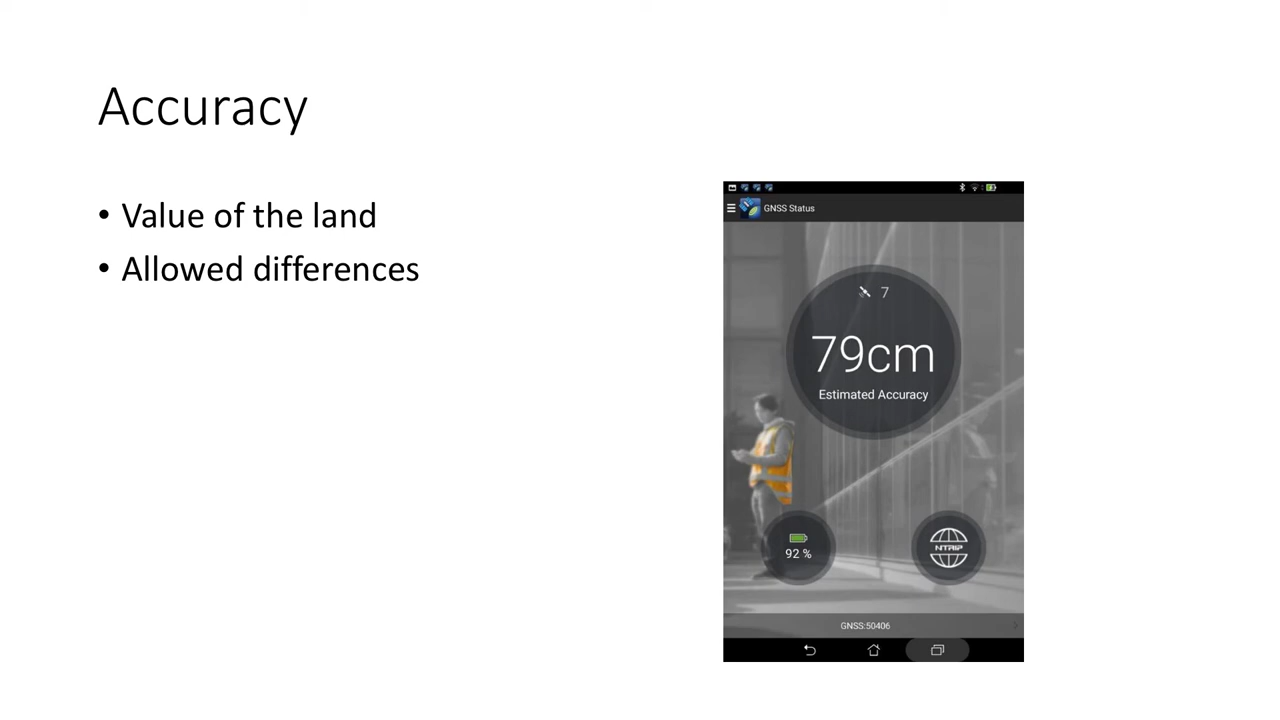 Accuracy
• Value of the land
• Allowed differences
GNSS Status
7
79cm
Estimated Accuracy
92 %
NTRIP
GNSS:50406